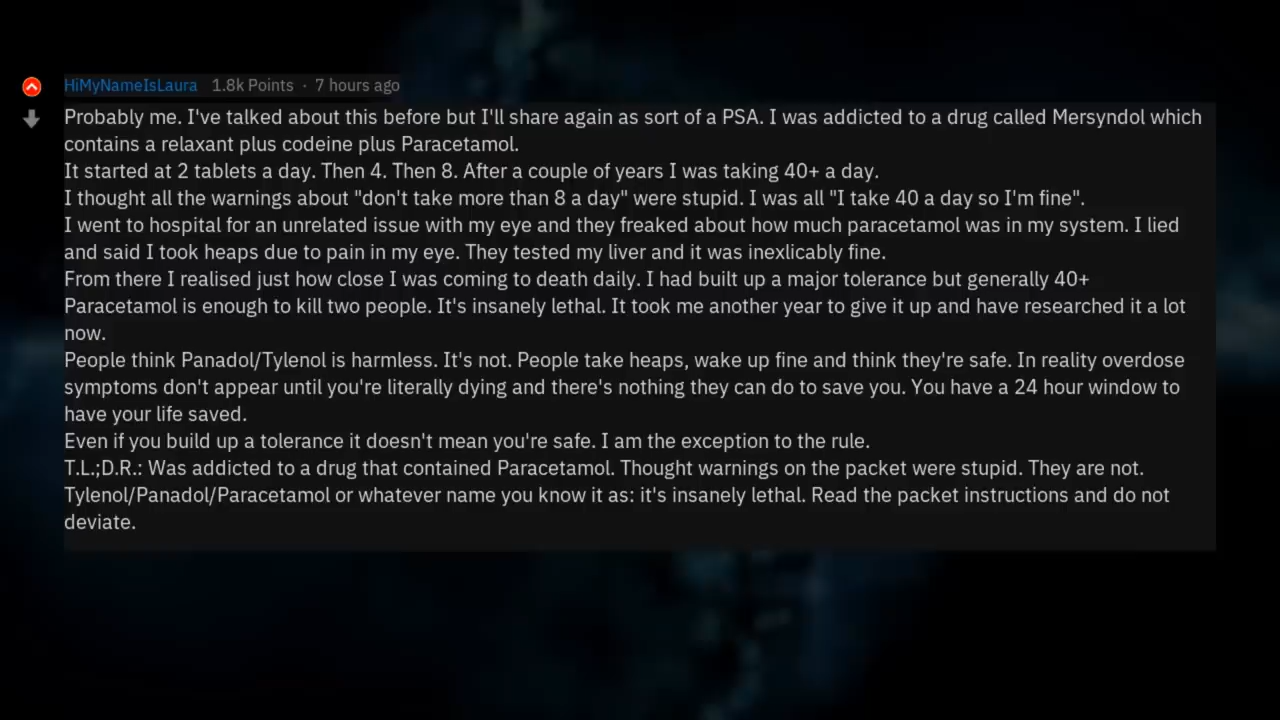 HiMyNameIsLaura 1.8k Points · 7 hours ago
Probably me. I've talked about this before but I'll share again as sort of a PSA. I was addicted to a drug called Mersyndol which
contains a relaxant plus codeine plus Paracetamol.
It started at 2 tablets a day. Then 4. Then 8. After a couple of years I was taking 40+ a day.
I thought all the warnings about "don't take more than 8 a day" were stupid. I was all "I take 40 a day so I'm fine".
I went to hospital for an unrelated issue with my eye and they freaked about how much paracetamol was in my system. I lied
and said I took heaps due to pain in my eye. They tested my liver and it was inexlicably fine.
From there I realised just how close I was coming to death daily. I had built up a major tolerance but generally 40+
Paracetamol is enough to kill two people. It's insanely lethal. It took me another year to give it up and have researched it a lot
now.
People think Panadol/Tylenol is harmless. It's not. People take heaps, wake up fine and think they're safe. In reality overdose
symptoms don't appear until you're literally dying and there's nothing they can do to save you. You have a 24 hour window to
have your life saved.
Even if you build up a tolerance it doesn't mean you're safe. I am the exception to the rule.
T.L.;D.R.: Was addicted to a drug that contained Paracetamol. Thought warnings on the packet were stupid. They are not.
Tylenol/Panadol/Paracetamol or whatever name you know it as: it's insanely lethal. Read the packet instructions and do not
deviate.